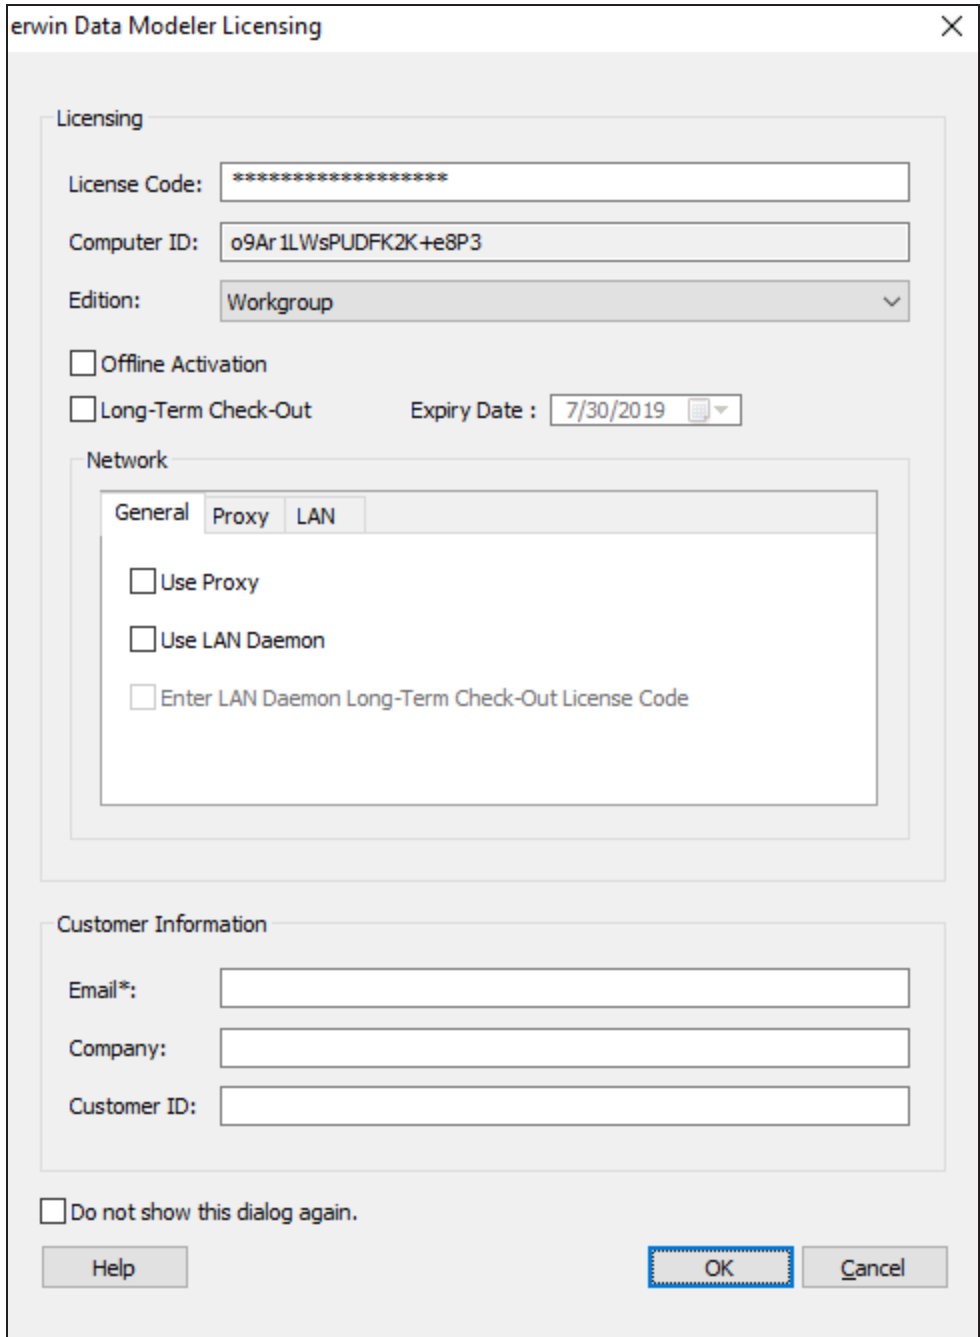 erwin Data Modeler Licensing
Licensing
License Code: ******************
Computer ID: o9Ar1LWsPUDFK2K+e8P3
Edition: Workgroup
Offline Activation
Long-Term Check-Out Expiry Date : 7/30/2019
Network
General Proxy LAN
Use Proxy
Use LAN Daemon
Enter LAN Daemon Long-Term Check-Out License Code
Customer Information
Email*:
Company:
Customer ID:
Do not show this dialog again.
Help OK Cancel